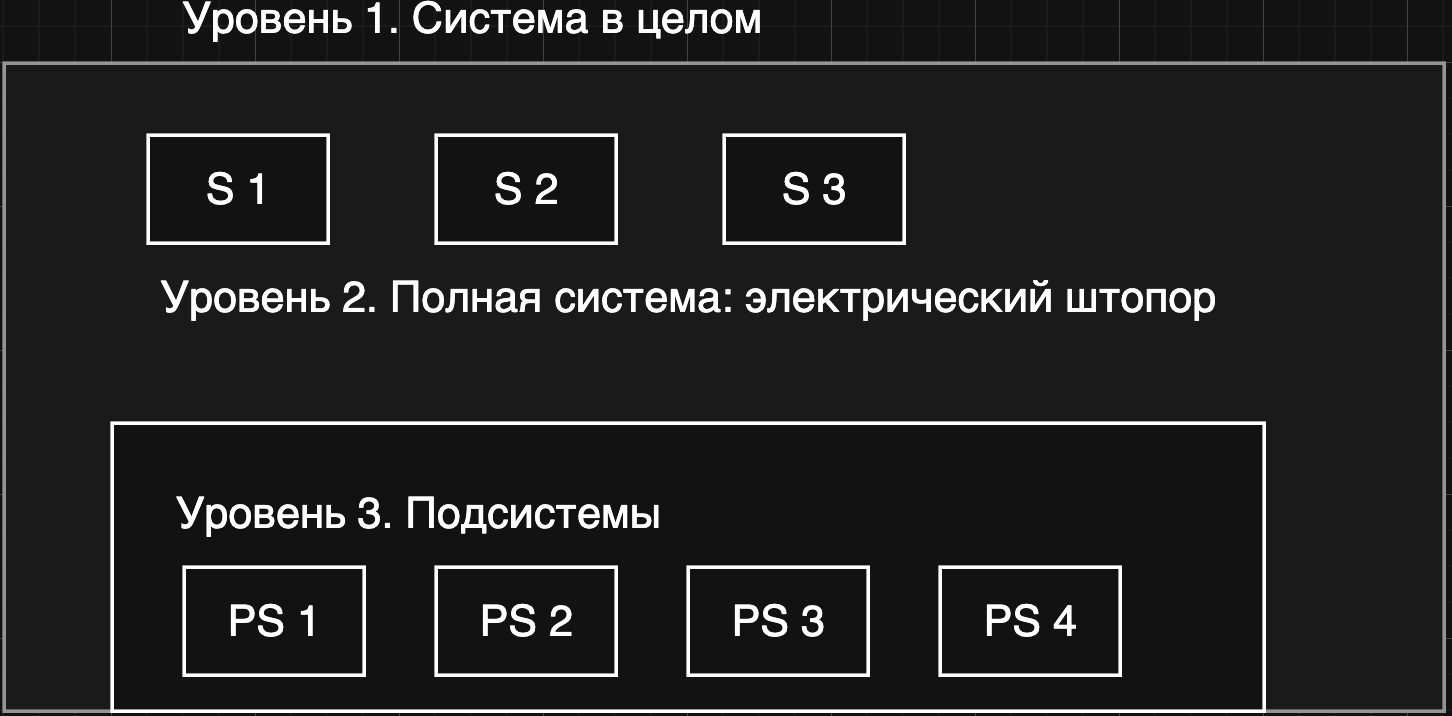 Уровень 1. Система в целом
S 1 S 2 S 3
Уровень 2. Полная система: электрический штопор
Уровень 3. Подсистемы
PS 1 PS 2 PS 3 PS 4